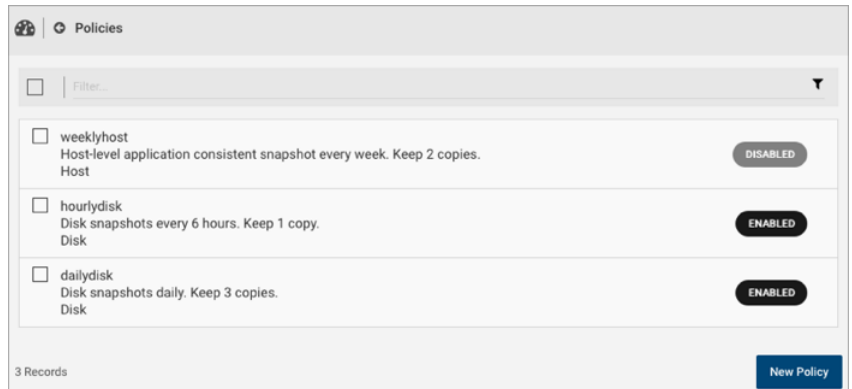 Policies
Filter...
weeklyhost
Host-level application consistent snapshot every week. Keep 2 copies.
Host
DISABLED
hourlydisk
Disk snapshots every 6 hours. Keep 1 copy.
Disk
ENABLED
dailydisk
Disk snapshots daily. Keep 3 copies.
Disk
ENABLED
3 Records
New Policy